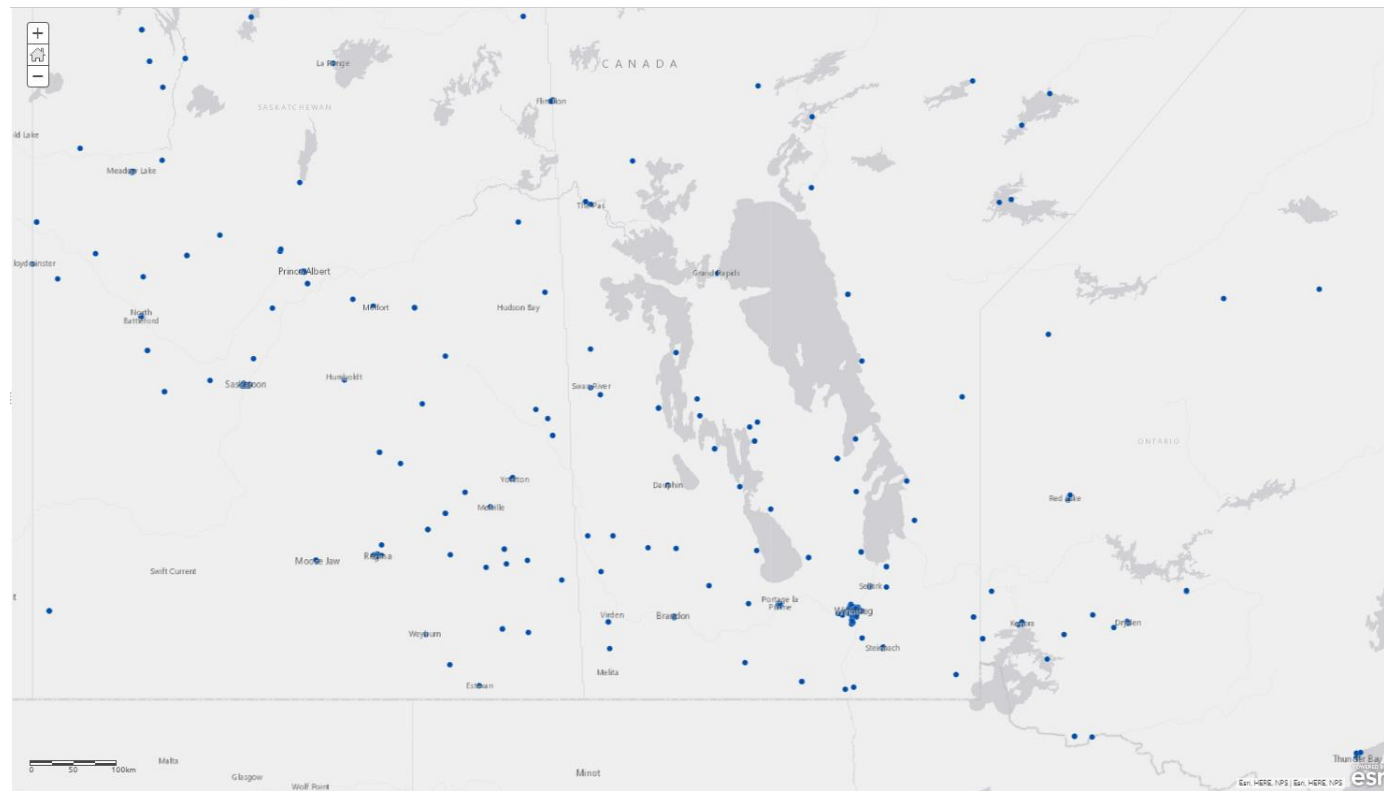 +
−
CANADA
La Ronge
SASKATCHEWAN
Flin Flon
ld Lake
Meadow Lake
The Pas
loydminster
Prince Albert
Grand Rapids
Melfort
Hudson Bay
North
Battleford
Saskatoon
Humboldt
Swan River
ONTARIO
Yorkton
Dauphin
Red Lake
Melville
Moose Jaw
Regina
Swift Current
Selkirk
t
Portage la
Prairie
Winnipeg
Virden
Brandon
Kenora
Dryden
Weyburn
Steinbach
Melita
Estevan
Malta
Glasgow
Wolf Point
Minot
Thunder Bay
0 50 100km
POWERED BY
esri
Esri, HERE, NPS | Esri, HERE, NPS